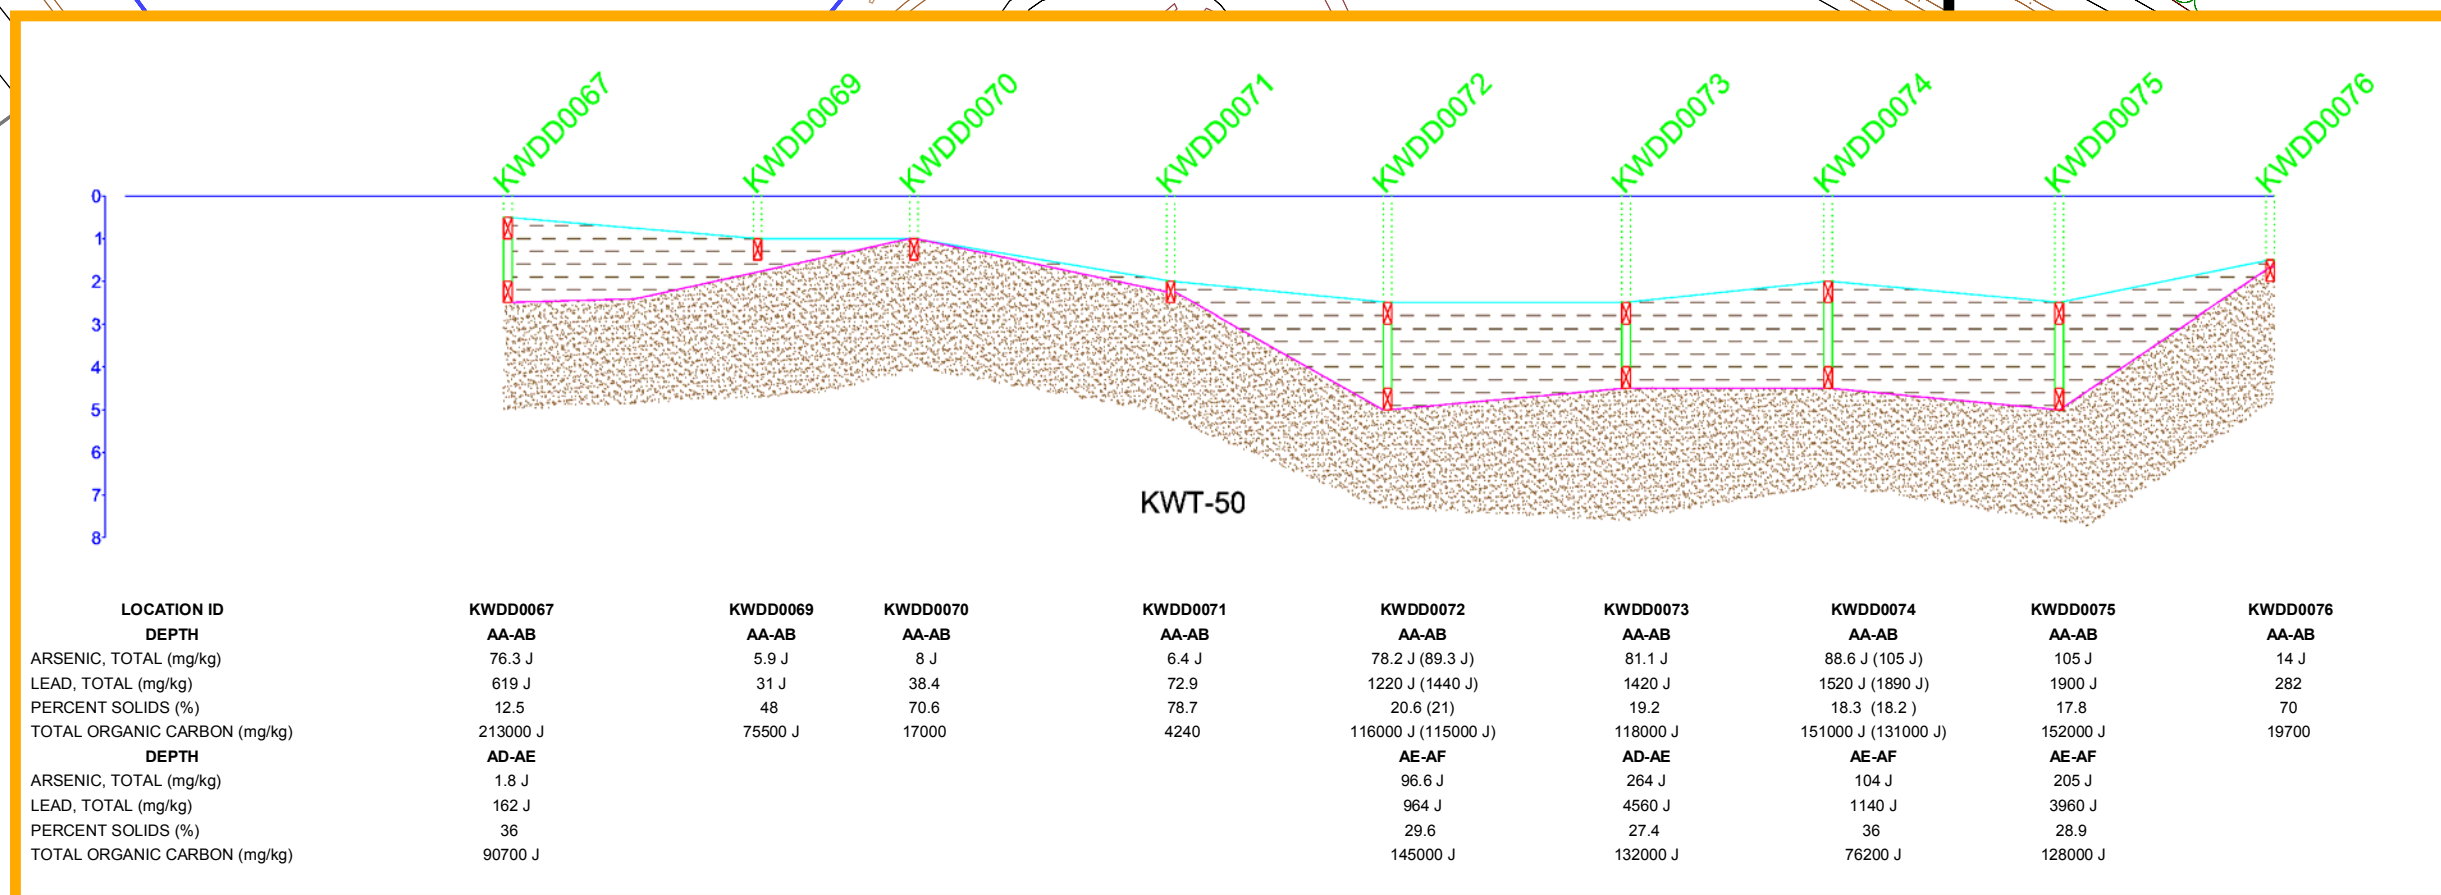 KWDD0067 KWDD0069 KWDD0070 KWDD0071 KWDD0072 KWDD0073 KWDD0074 KWDD0075 KWDD0076
0
1
2
3
4
5
6
7
8
KWT-50
LOCATION ID KWDD0067 KWDD0069 KWDD0070 KWDD0071 KWDD0072 KWDD0073 KWDD0074 KWDD0075 KWDD0076
DEPTH AA-AB AA-AB AA-AB AA-AB AA-AB AA-AB AA-AB AA-AB AA-AB
ARSENIC, TOTAL (mg/kg) 76.3 J 5.9 J 8 J 6.4 J 78.2 J (89.3 J) 81.1 J 88.6 J (105 J) 105 J 14 J
LEAD, TOTAL (mg/kg) 619 J 31 J 38.4 72.9 1220 J (1440 J) 1420 J 1520 J (1890 J) 1900 J 282
PERCENT SOLIDS (%) 12.5 48 70.6 78.7 20.6 (21) 19.2 18.3 (18.2 ) 17.8 70
TOTAL ORGANIC CARBON (mg/kg) 213000 J 75500 J 17000 4240 116000 J (115000 J) 118000 J 151000 J (131000 J) 152000 J 19700
DEPTH AD-AE AE-AF AD-AE AE-AF AE-AF
ARSENIC, TOTAL (mg/kg) 1.8 J 96.6 J 264 J 104 J 205 J
LEAD, TOTAL (mg/kg) 162 J 964 J 4560 J 1140 J 3960 J
PERCENT SOLIDS (%) 36 29.6 27.4 36 28.9
TOTAL ORGANIC CARBON (mg/kg) 90700 J 145000 J 132000 J 76200 J 128000 J